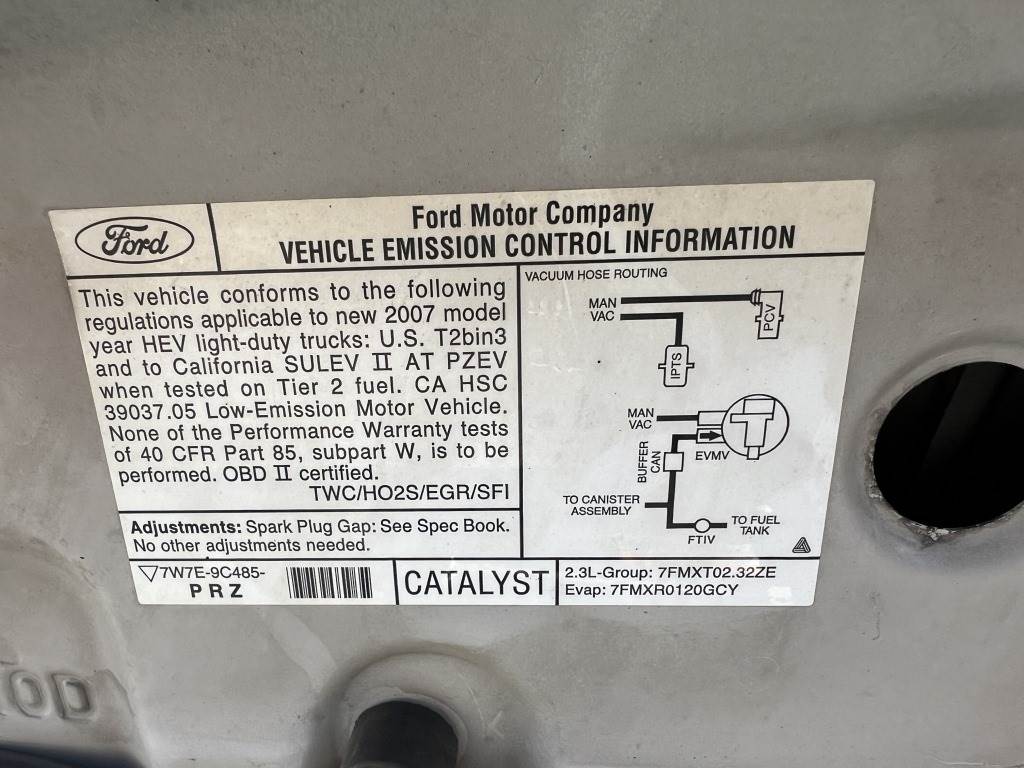 Ford
Ford Motor Company
VEHICLE EMISSION CONTROL INFORMATION
This vehicle conforms to the following
regulations applicable to new 2007 model
year HEV light-duty trucks: U.S. T2bin3
and to California SULEV II AT PZEV
when tested on Tier 2 fuel. CA HSC
39037.05 Low-Emission Motor Vehicle.
None of the Performance Warranty tests
of 40 CFR Part 85, subpart W, is to be
performed. OBD II certified.
TWC/HO2S/EGR/SFI
Adjustments: Spark Plug Gap: See Spec Book.
No other adjustments needed.
VACUUM HOSE ROUTING
MAN
VAC
PCV
IPTS
MAN
VAC
EVMV
BUFFER
CAN
TO CANISTER
ASSEMBLY
FTIV
TO FUEL
TANK
7W7E-9C485-
PRZ
CATALYST
2.3L-Group: 7FMXT02.32ZE
Evap: 7FMXR0120GCY